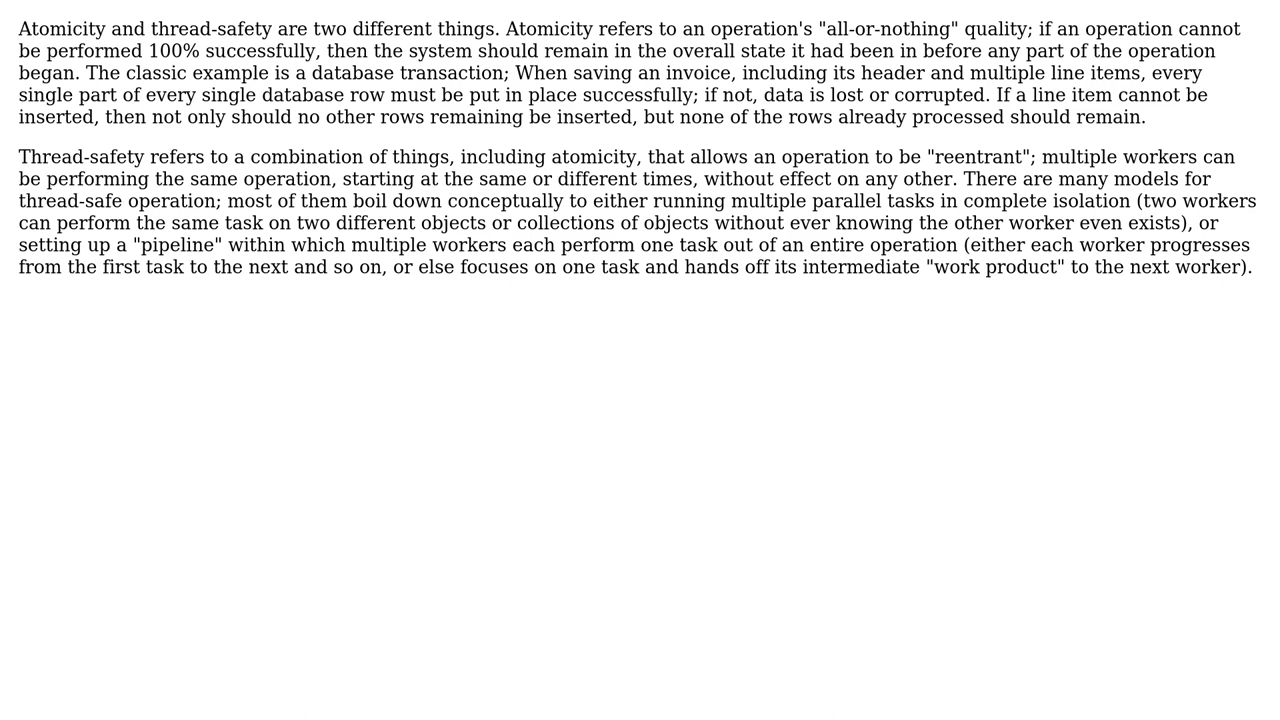 Atomicity and thread-safety are two different things. Atomicity refers to an operation's "all-or-nothing" quality; if an operation cannot
be performed 100% successfully, then the system should remain in the overall state it had been in before any part of the operation
began. The classic example is a database transaction; When saving an invoice, including its header and multiple line items, every
single part of every single database row must be put in place successfully; if not, data is lost or corrupted. If a line item cannot be
inserted, then not only should no other rows remaining be inserted, but none of the rows already processed should remain.
Thread-safety refers to a combination of things, including atomicity, that allows an operation to be "reentrant"; multiple workers can
be performing the same operation, starting at the same or different times, without effect on any other. There are many models for
thread-safe operation; most of them boil down conceptually to either running multiple parallel tasks in complete isolation (two workers
can perform the same task on two different objects or collections of objects without ever knowing the other worker even exists), or
setting up a "pipeline" within which multiple workers each perform one task out of an entire operation (either each worker progresses
from the first task to the next and so on, or else focuses on one task and hands off its intermediate "work product" to the next worker).